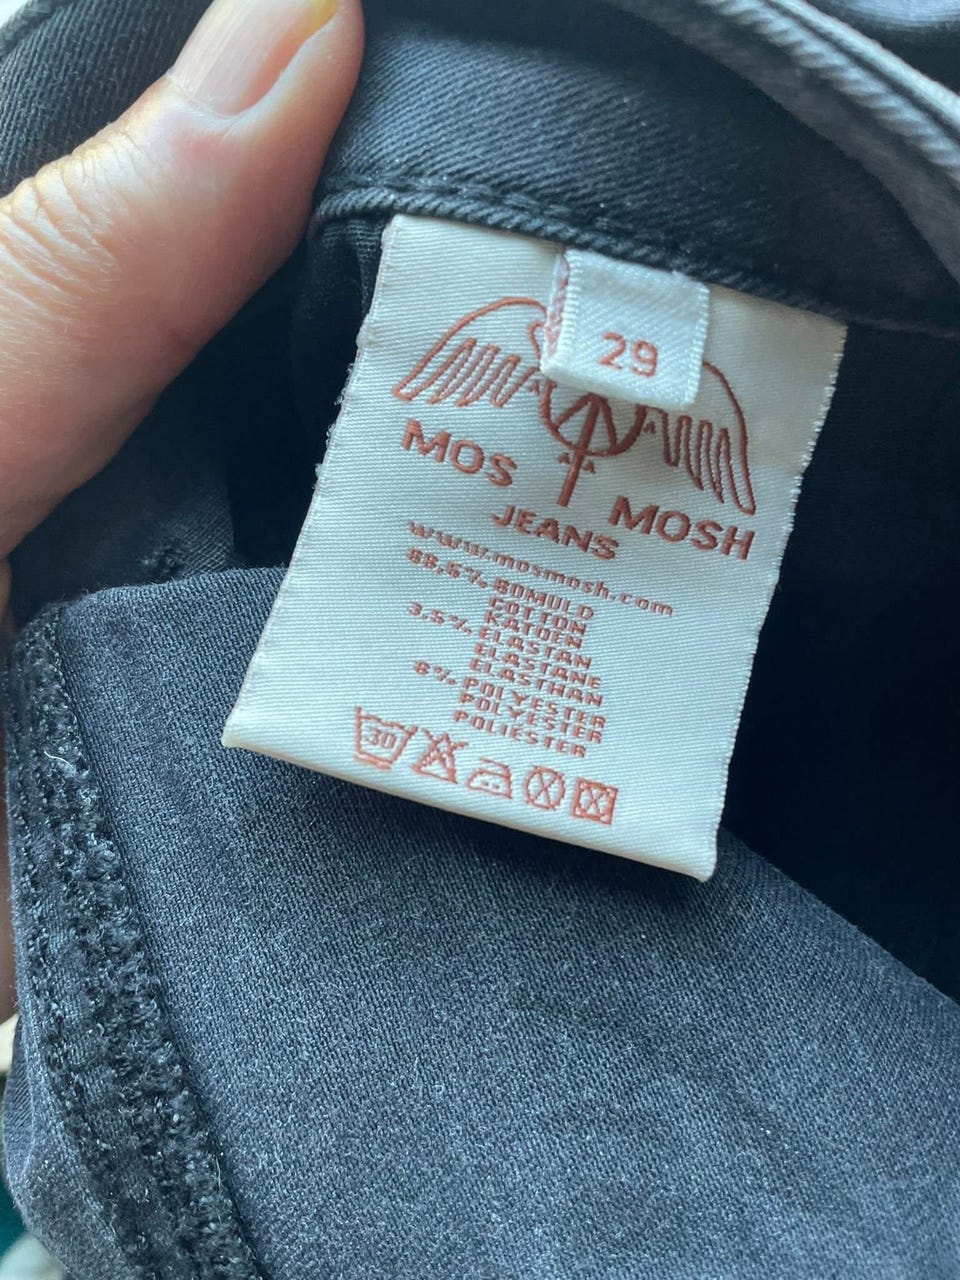 29
MOS MOSH
JEANS
www.mosmosh.com
88,5% BOMULD
COTTON
KATOEN
3,5% ELASTAN
ELASTANE
ELASTHAN
8% POLYESTER
POLYESTER
POLIESTER
30